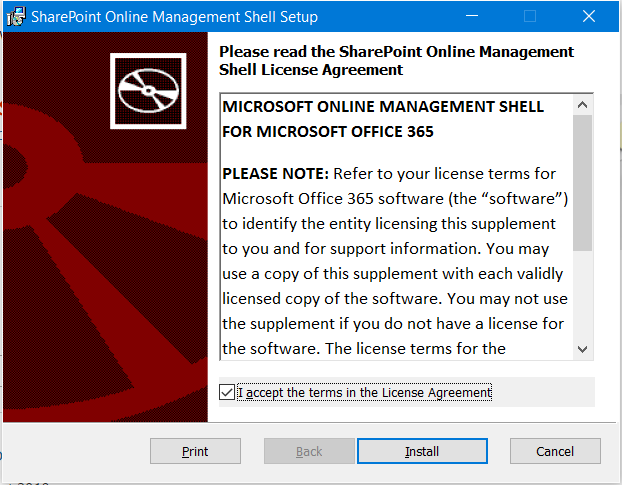 SharePoint Online Management Shell Setup
Please read the SharePoint Online Management
Shell License Agreement
MICROSOFT ONLINE MANAGEMENT SHELL
FOR MICROSOFT OFFICE 365
PLEASE NOTE: Refer to your license terms for
Microsoft Office 365 software (the “software”)
to identify the entity licensing this supplement
to you and for support information. You may
use a copy of this supplement with each validly
licensed copy of the software. You may not use
the supplement if you do not have a license for
the software. The license terms for the
I accept the terms in the License Agreement
Print
Back
Install
Cancel